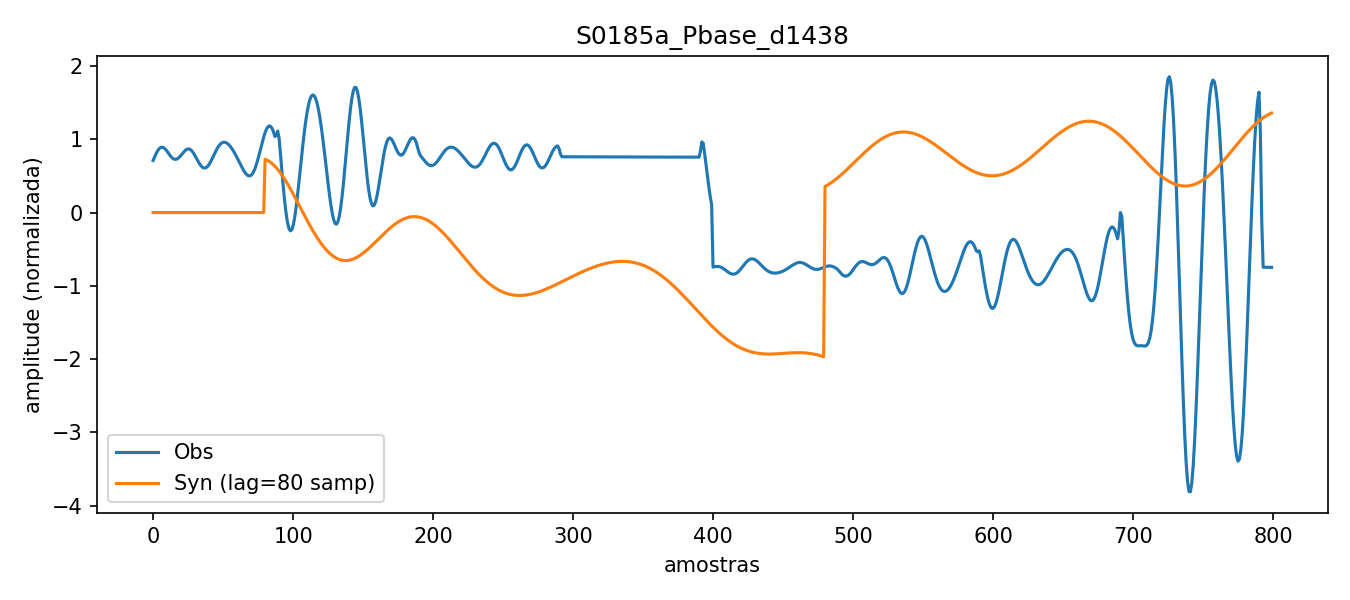 S0185a_Pbase_d1438
amplitude (normalizada)
2
1
0
−1
−2
−3
−4
Obs
Syn (lag=80 samp)
0 100 200 300 400 500 600 700 800
amostras